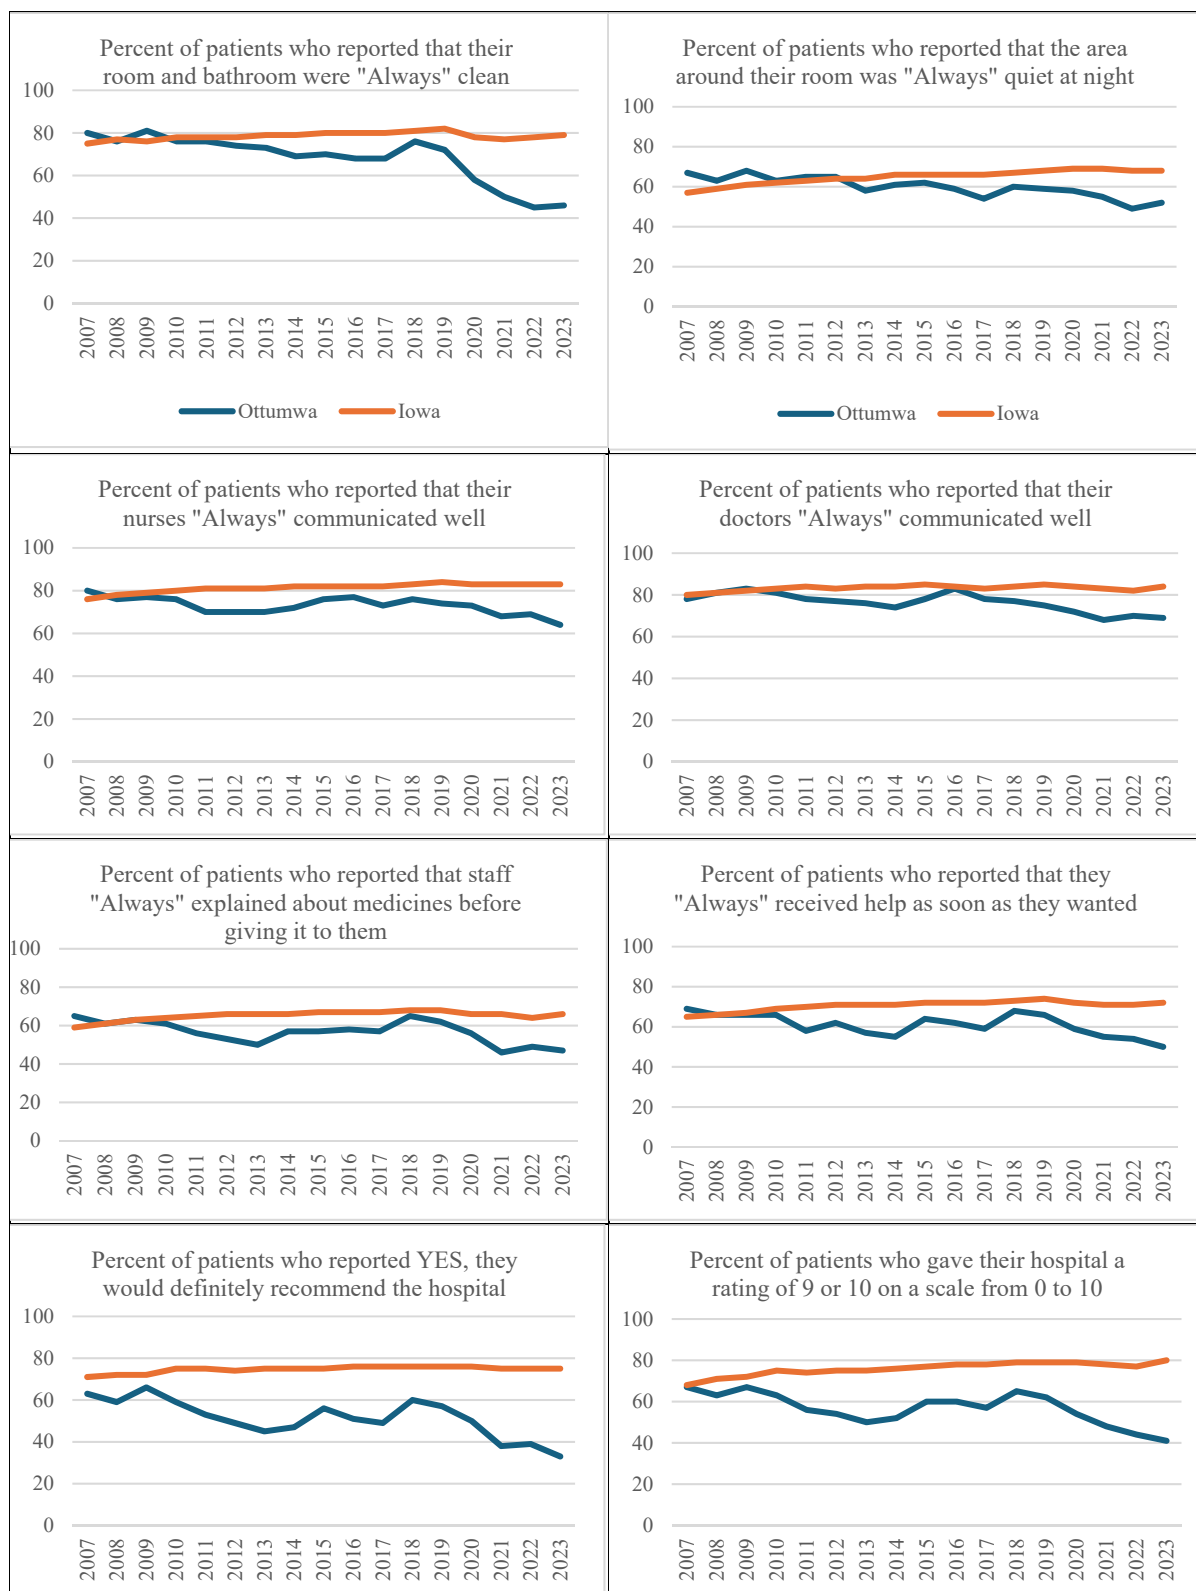 Percent of patients who reported that their
room and bathroom were "Always" clean
100
80
60
40
20
0
2007 2008 2009 2010 2011 2012 2013 2014 2015 2016 2017 2018 2019 2020 2021 2022 2023
Ottumwa Iowa
Percent of patients who reported that the area
around their room was "Always" quiet at night
100
80
60
40
20
0
2007 2008 2009 2010 2011 2012 2013 2014 2015 2016 2017 2018 2019 2020 2021 2022 2023
Ottumwa Iowa
Percent of patients who reported that their
nurses "Always" communicated well
100
80
60
40
20
0
2007 2008 2009 2010 2011 2012 2013 2014 2015 2016 2017 2018 2019 2020 2021 2022 2023
Percent of patients who reported that their
doctors "Always" communicated well
100
80
60
40
20
0
2007 2008 2009 2010 2011 2012 2013 2014 2015 2016 2017 2018 2019 2020 2021 2022 2023
Percent of patients who reported that staff
"Always" explained about medicines before
giving it to them
100
80
60
40
20
0
2007 2008 2009 2010 2011 2012 2013 2014 2015 2016 2017 2018 2019 2020 2021 2022 2023
Percent of patients who reported that they
"Always" received help as soon as they wanted
100
80
60
40
20
0
2007 2008 2009 2010 2011 2012 2013 2014 2015 2016 2017 2018 2019 2020 2021 2022 2023
Percent of patients who reported YES, they
would definitely recommend the hospital
100
80
60
40
20
0
2007 2008 2009 2010 2011 2012 2013 2014 2015 2016 2017 2018 2019 2020 2021 2022 2023
Percent of patients who gave their hospital a
rating of 9 or 10 on a scale from 0 to 10
100
80
60
40
20
0
2007 2008 2009 2010 2011 2012 2013 2014 2015 2016 2017 2018 2019 2020 2021 2022 2023